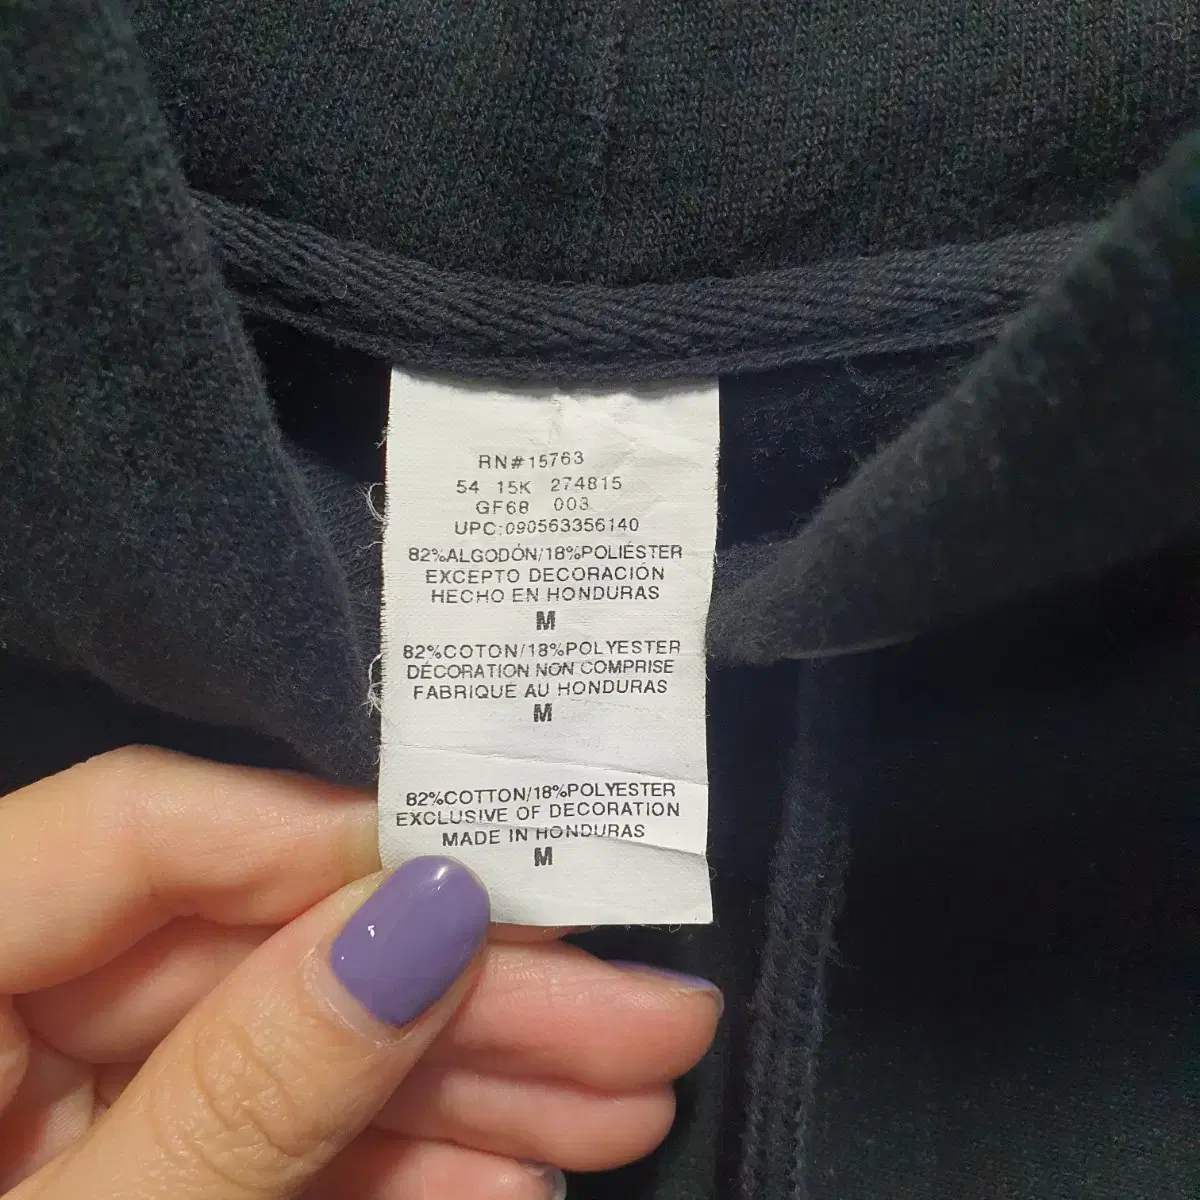 RN#15763
54 15K 274815
GF68 003
UPC:090563356140
82%ALGODÓN/18%POLIÉSTER
EXCEPTO DECORACIÓN
HECHO EN HONDURAS
M
82%COTON/18%POLYESTER
DÉCORATION NON COMPRISE
FABRIQUÉ AU HONDURAS
M
82%COTTON/18%POLYESTER
EXCLUSIVE OF DECORATION
MADE IN HONDURAS
M